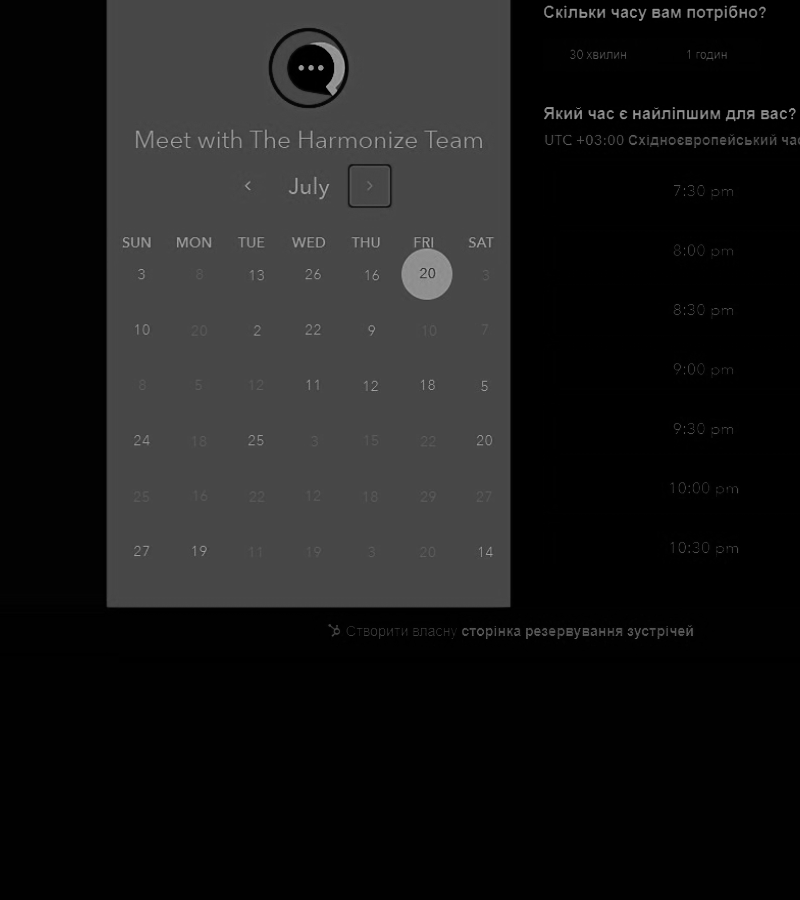 Meet with The Harmonize Team
July
SUN MON TUE WED THU FRI SAT
3 8 13 26 16 20 3
10 20 2 22 9 10 7
8 5 12 11 12 18 5
24 18 25 3 15 22 20
25 16 22 12 18 29 27
27 19 11 19 3 20 14
Скільки часу вам потрібно?
30 хвилин 1 годин
Який час є найліпшим для вас?
UTC +03:00 Східноєвропейський час
7:30 pm
8:00 pm
8:30 pm
9:00 pm
9:30 pm
10:00 pm
10:30 pm
Створити власну сторінка резервування зустрічей